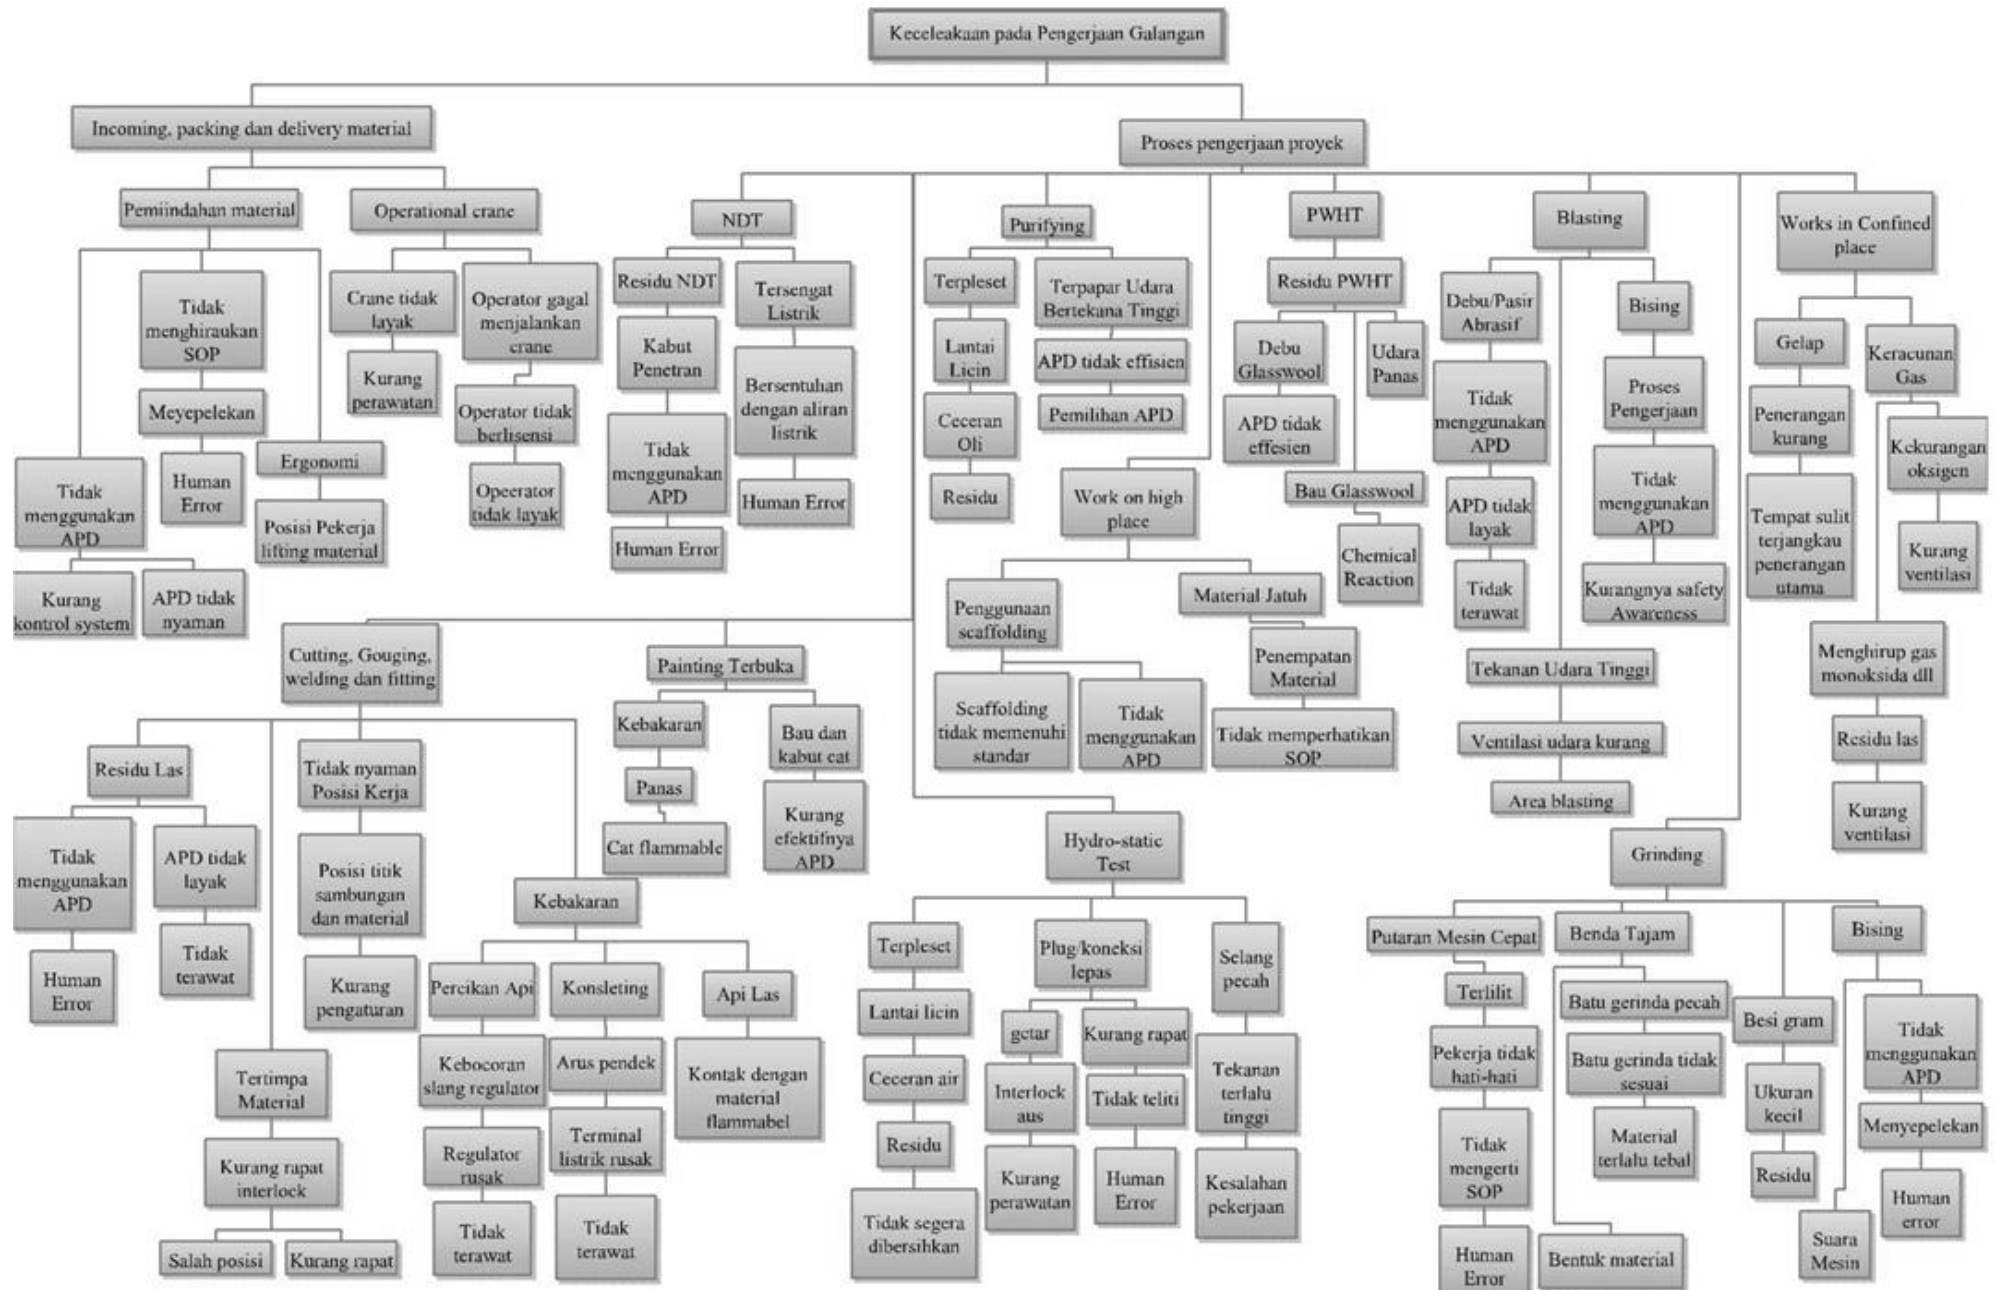 Keceleakaan pada Pengerjaan Galangan
Incoming, packing dan delivery material
Proses pengerjaan proyek
Pemiindahan material
Operational crane
NDT
Purifying
PWHT
Blasting
Works in Confined
place
Tidak
menghiraukan
SOP
Meyepelekan
Human
Error
Tidak
menggunakan
APD
Kurang
kontrol system
APD tidak
nyaman
Ergonomi
Posisi Pekerja
lifting material
Crane tidak
layak
Kurang
perawatan
Operator gagal
menjalankan
crane
Operator tidak
berlisensi
Opeerator
tidak layak
Residu NDT
Kabut
Penetran
Tidak
menggunakan
APD
Human Error
Tersengat
Listrik
Bersentuhan
dengan aliran
listrik
Human Error
Terpleset
Lantai
Licin
Ceceran
Oli
Residu
Terpapar Udara
Bertekana Tinggi
APD tidak effisien
Pemilihan APD
Work on high
place
Penggunaan
scaffolding
Scaffolding
tidak memenuhi
standar
Tidak
menggunakan
APD
Material Jatuh
Penempatan
Material
Tidak memperhatikan
SOP
Residu PWHT
Debu
Glasswool
APD tidak
effesien
Udara
Panas
Bau Glasswool
Chemical
Reaction
Debu/Pasir
Abrasif
Tidak
menggunakan
APD
APD tidak
layak
Tidak
terawat
Bising
Proses
Pengerjaan
Tidak
menggunakan
APD
Kurangnya safety
Awareness
Tekanan Udara Tinggi
Ventilasi udara kurang
Area blasting
Gelap
Penerangan
kurang
Tempat sulit
terjangkau
penerangan
utama
Keracunan
Gas
Kekurangan
oksigen
Kurang
ventilasi
Menghirup gas
monoksida dll
Residu las
Kurang
ventilasi
Cutting, Gouging,
welding dan fitting
Residu Las
Tidak
menggunakan
APD
Human
Error
APD tidak
layak
Tidak
terawat
Tertimpa
Material
Kurang rapat
interlock
Salah posisi
Kurang rapat
Tidak nyaman
Posisi Kerja
Posisi titik
sambungan
dan material
Kurang
pengaturan
Kebakaran
Percikan Api
Kebocoran
slang regulator
Regulator
rusak
Tidak
terawat
Konsleting
Arus pendek
Terminal
listrik rusak
Tidak
terawat
Api Las
Kontak dengan
material
flammabel
Painting Terbuka
Kebakaran
Panas
Cat flammable
Bau dan
kabut cat
Kurang
efektifnya
APD
Hydro-static
Test
Terpleset
Lantai licin
Ceceran air
Residu
Tidak segera
dibersihkan
Plug/koneksi
lepas
getar
Interlock
aus
Kurang
perawatan
Kurang rapat
Tidak teliti
Human
Error
Selang
pecah
Tekanan
terlalu
tinggi
Kesalahan
pekerjaan
Grinding
Putaran Mesin Cepat
Terlilit
Pekerja tidak
hati-hati
Tidak
mengerti
SOP
Human
Error
Benda Tajam
Batu gerinda pecah
Batu gerinda tidak
sesuai
Material
terlalu tebal
Bentuk material
Besi gram
Ukuran
kecil
Residu
Bising
Tidak
menggunakan
APD
Menyepelekan
Human
error
Suara
Mesin